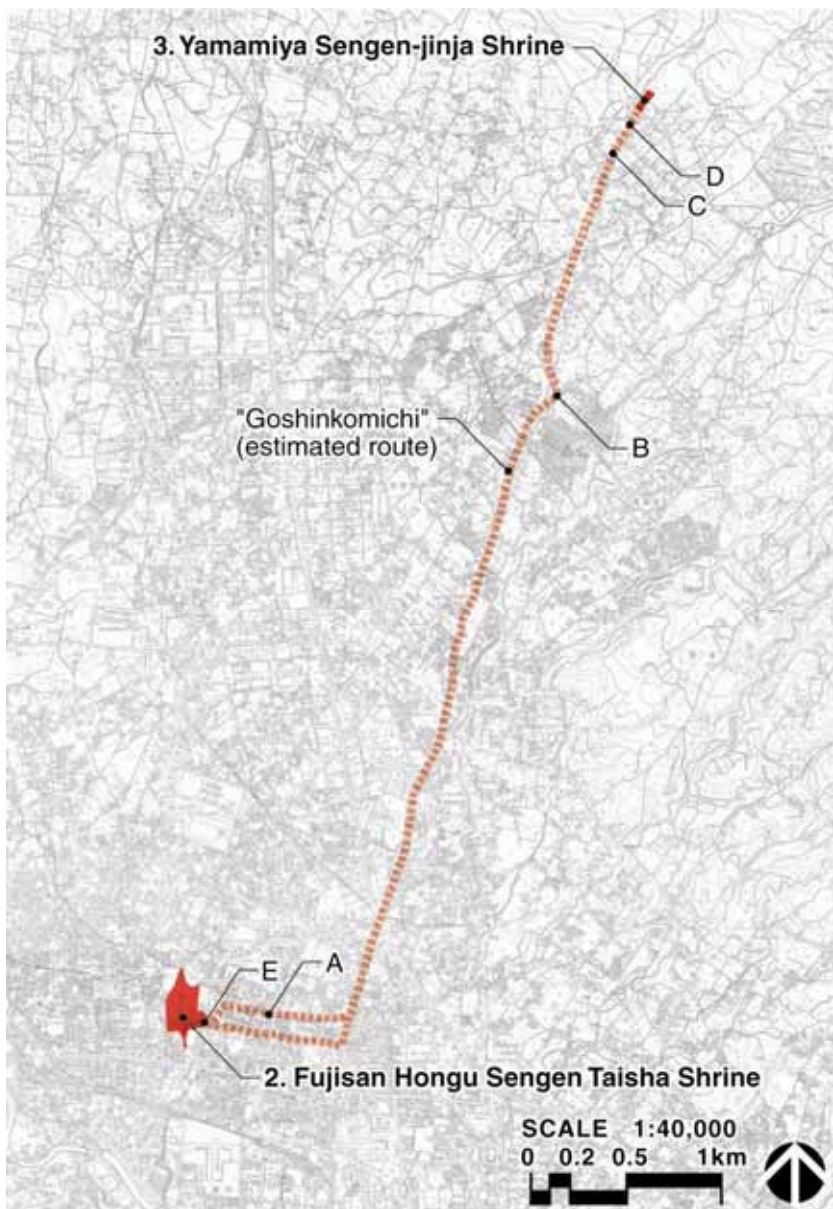 3. Yamamiya Sengen-jinja Shrine
D
C
"Goshinkomichi"
(estimated route)
B
E
A
2. Fujisan Hongu Sengen Taisha Shrine
SCALE 1:40,000
0 0.2 0.5 1km